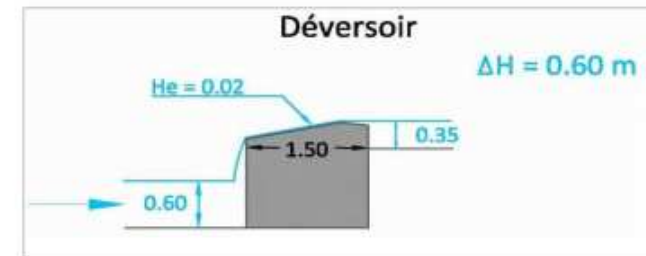 Déversoir
ΔH = 0.60 m
He = 0.02
0.35
1.50
0.60